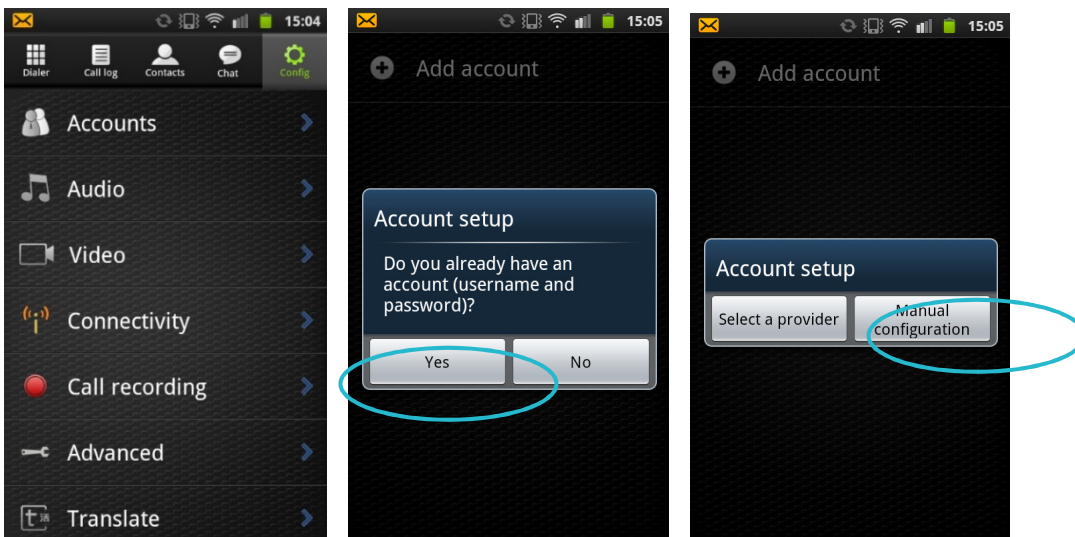 15:04
Dialer Call log Contacts Chat Config
Accounts
Audio
Video
Connectivity
Call recording
Advanced
Translate
15:05
Add account
Account setup
Do you already have an
account (username and
password)?
Yes No
15:05
Add account
Account setup
Select a provider
Manual
configuration